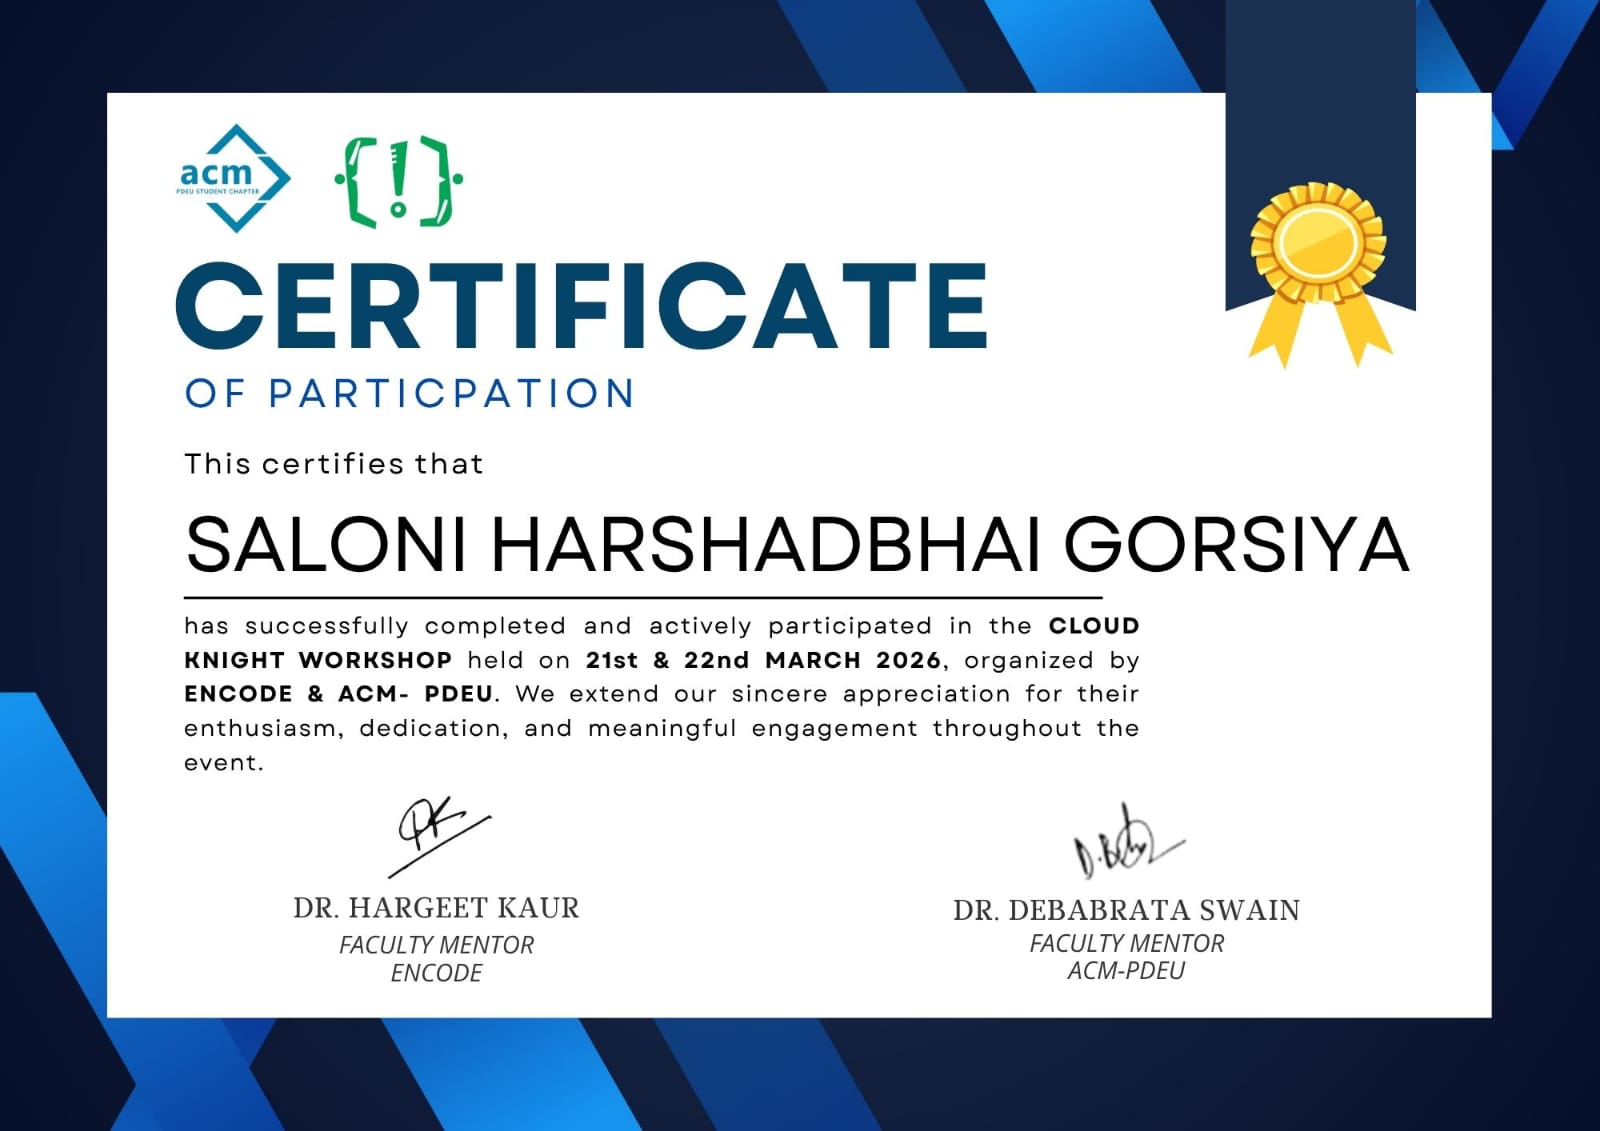 acm
PDEU STUDENT CHAPTER
{!}
CERTIFICATE
OF PARTICPATION
This certifies that
SALONI HARSHADBHAI GORSIYA
has successfully completed and actively participated in the CLOUD
KNIGHT WORKSHOP held on 21st & 22nd MARCH 2026, organized by
ENCODE & ACM- PDEU. We extend our sincere appreciation for their
enthusiasm, dedication, and meaningful engagement throughout the
event.
DR. HARGEET KAUR
FACULTY MENTOR
ENCODE
DR. DEBABRATA SWAIN
FACULTY MENTOR
ACM-PDEU